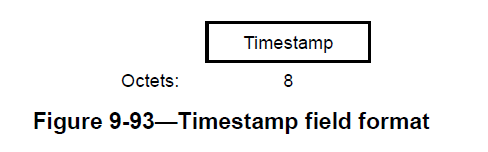 Timestamp
Octets: 8
Figure 9-93—Timestamp field format